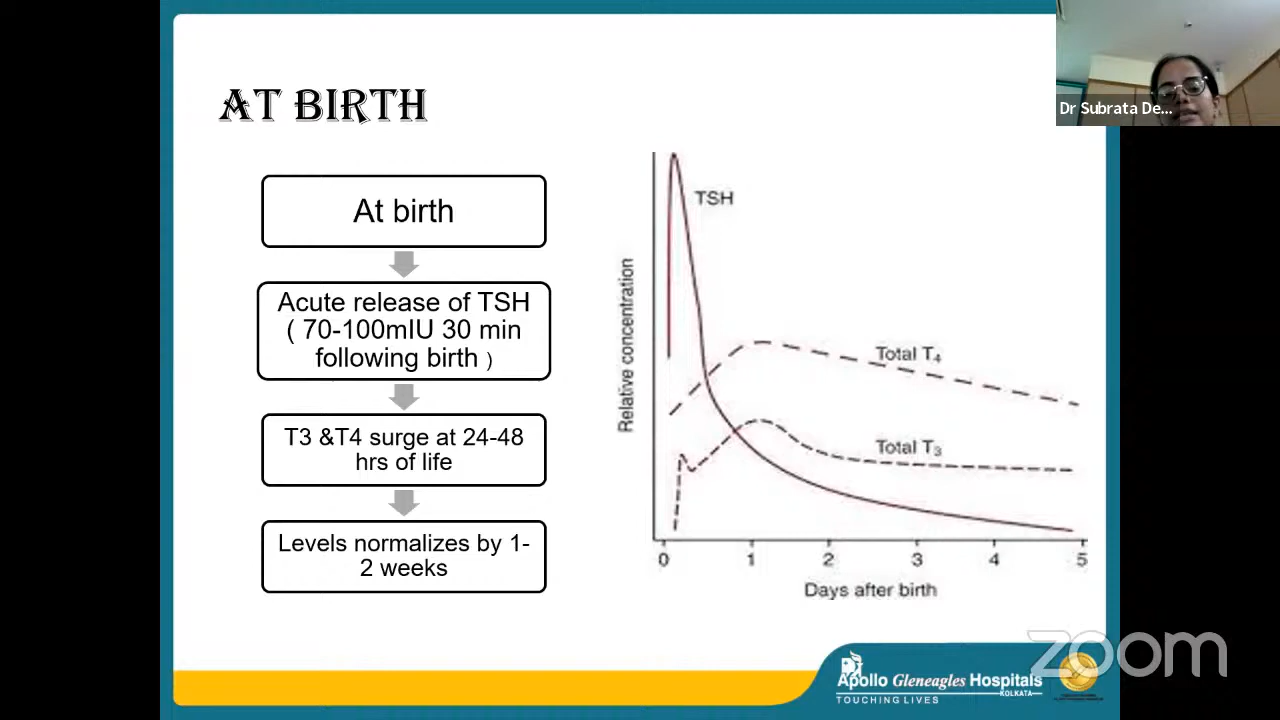 Dr Subrata De...
AT BIRTH
At birth
Acute release of TSH
( 70-100mIU 30 min
following birth )
T3 &T4 surge at 24-48
hrs of life
Levels normalizes by 1-
2 weeks
TSH
Total T₄
Total T₃
Relative concentration
0 1 2 3 4 5
Days after birth
zoom
Apollo Gleneagles Hospitals
KOLKATA
TOUCHING LIVES